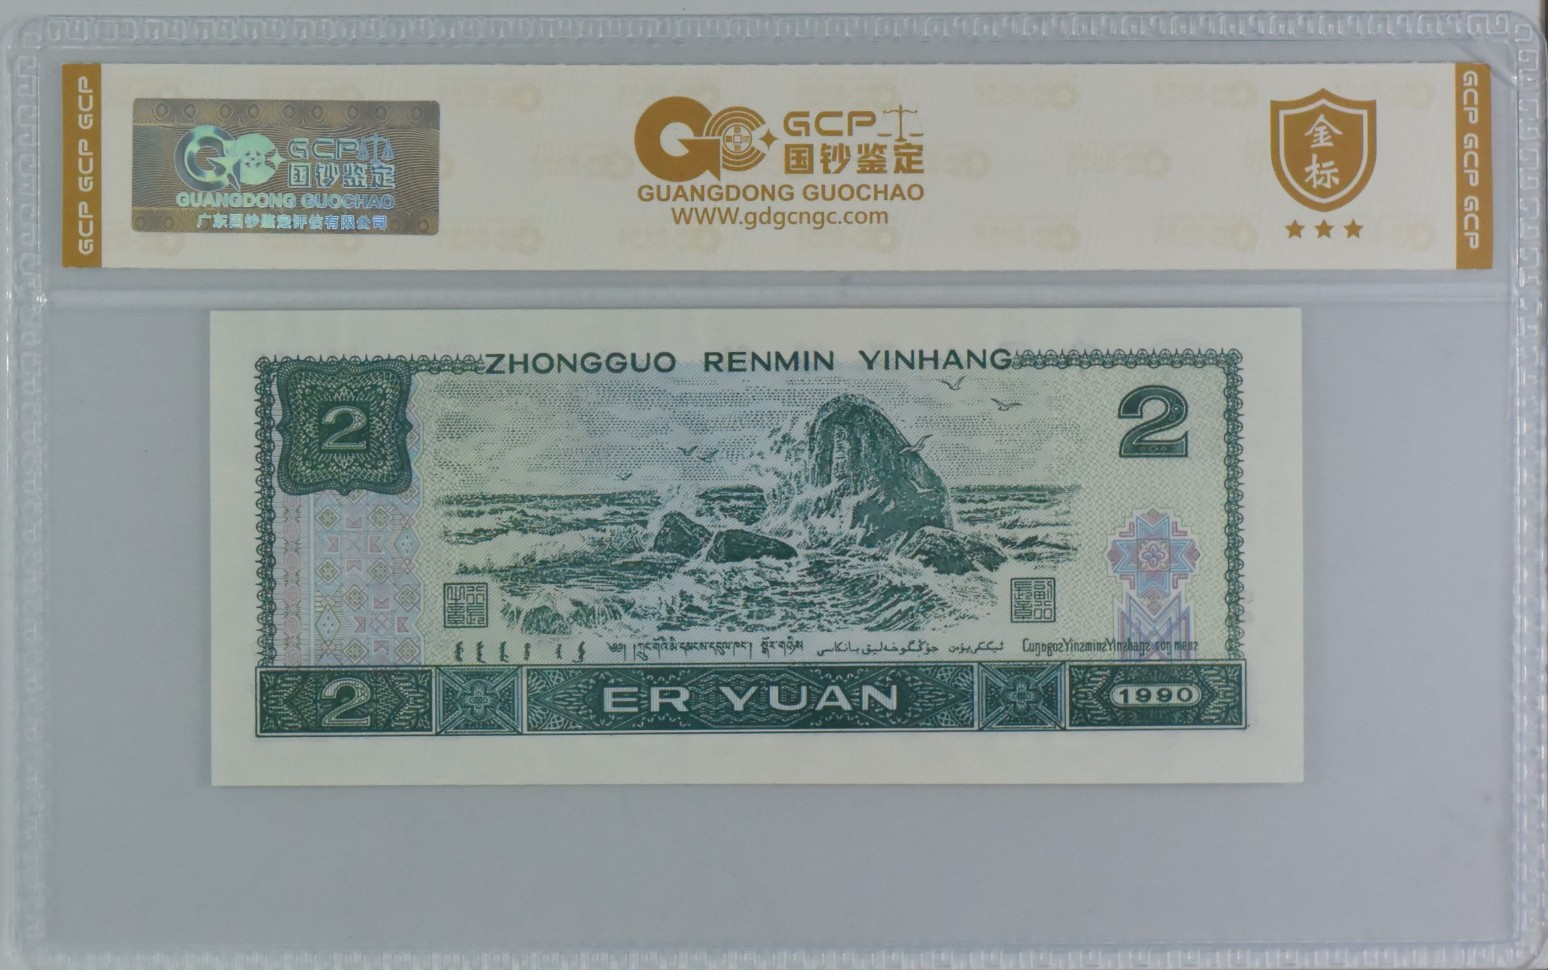 GCP GCP GCP
GCP
国钞鉴定
GUANGDONG GUOCHAO
广东国钞鉴定评估有限公司
GCP
国钞鉴定
GUANGDONG GUOCHAO
WWW.gdgcngc.com
金
标
GCP GCP GCP
ZHONGGUO RENMIN YINHANG
2
2
2
ER YUAN
1990